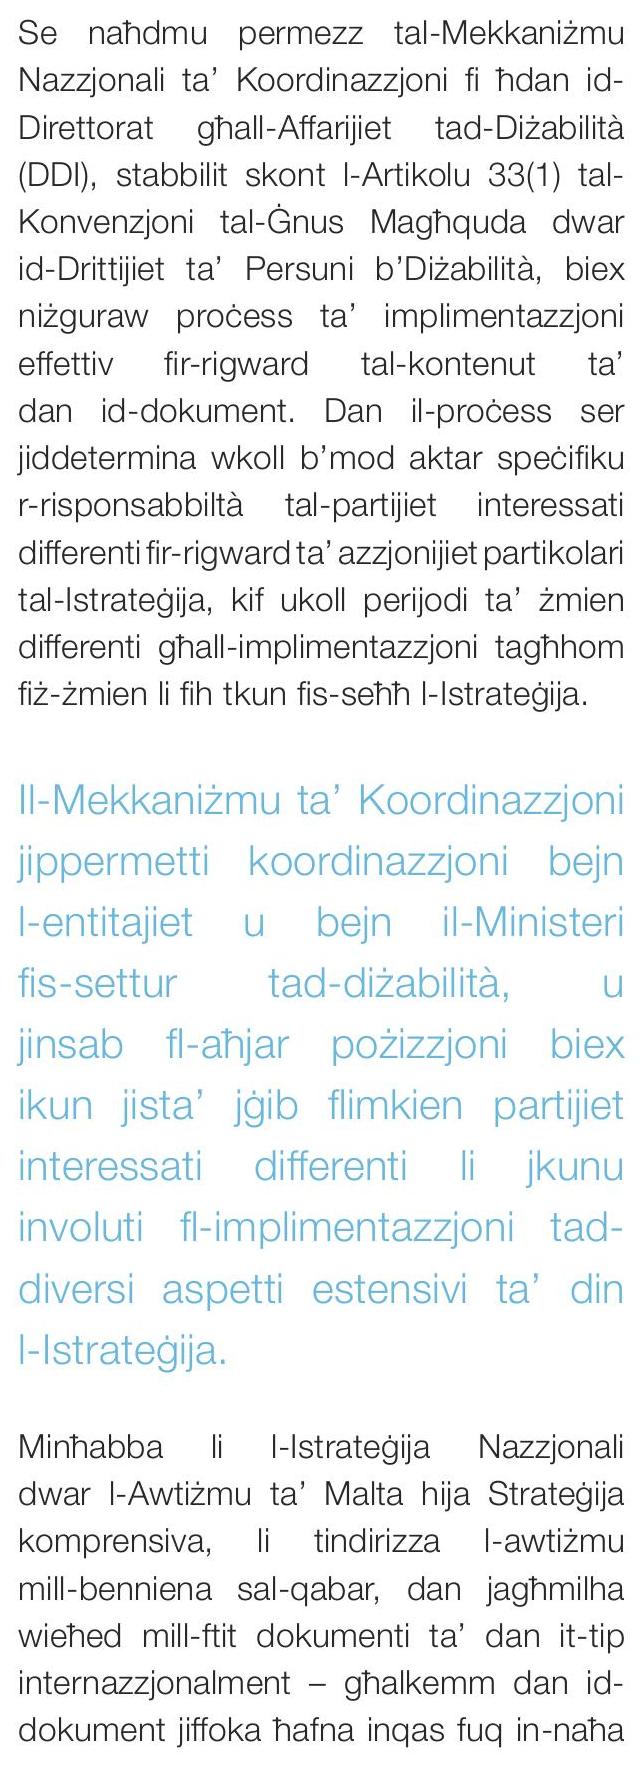 Se naħdmu permezz tal-Mekkaniżmu
Nazzjonali ta’ Koordinazzjoni fi ħdan id-
Direttorat għall-Affarijiet tad-Diżabilità
(DDI), stabbilit skont l-Artikolu 33(1) tal-
Konvenzjoni tal-Ġnus Magħquda dwar
id-Drittijiet ta’ Persuni b’Diżabilità, biex
niżguraw proċess ta’ implimentazzjoni
effettiv fir-rigward tal-kontenut ta’
dan id-dokument. Dan il-proċess ser
jiddetermina wkoll b’mod aktar speċifiku
r-risponsabbiltà tal-partijiet interessati
differenti fir-rigward ta’ azzjonijiet partikolari
tal-Istrateġija, kif ukoll perijodi ta’ żmien
differenti għall-implimentazzjoni tagħhom
fiż-żmien li fih tkun fis-seħħ l-Istrateġija.
Il-Mekkaniżmu ta’ Koordinazzjoni
jippermetti koordinazzjoni bejn
l-entitajiet u bejn il-Ministeri
fis-settur tad-diżabilità, u
jinsab fl-aħjar pożizzjoni biex
ikun jista’ jġib flimkien partijiet
interessati differenti li jkunu
involuti fl-implimentazzjoni tad-
diversi aspetti estensivi ta’ din
l-Istrateġija.
Minħabba li l-Istrateġija Nazzjonali
dwar l-Awtiżmu ta’ Malta hija Strateġija
komprensiva, li tindirizza l-awtiżmu
mill-benniena sal-qabar, dan jagħmilha
wieħed mill-ftit dokumenti ta’ dan it-tip
internazzjonalment – għalkemm dan id-
dokument jiffoka ħafna inqas fuq in-naħa